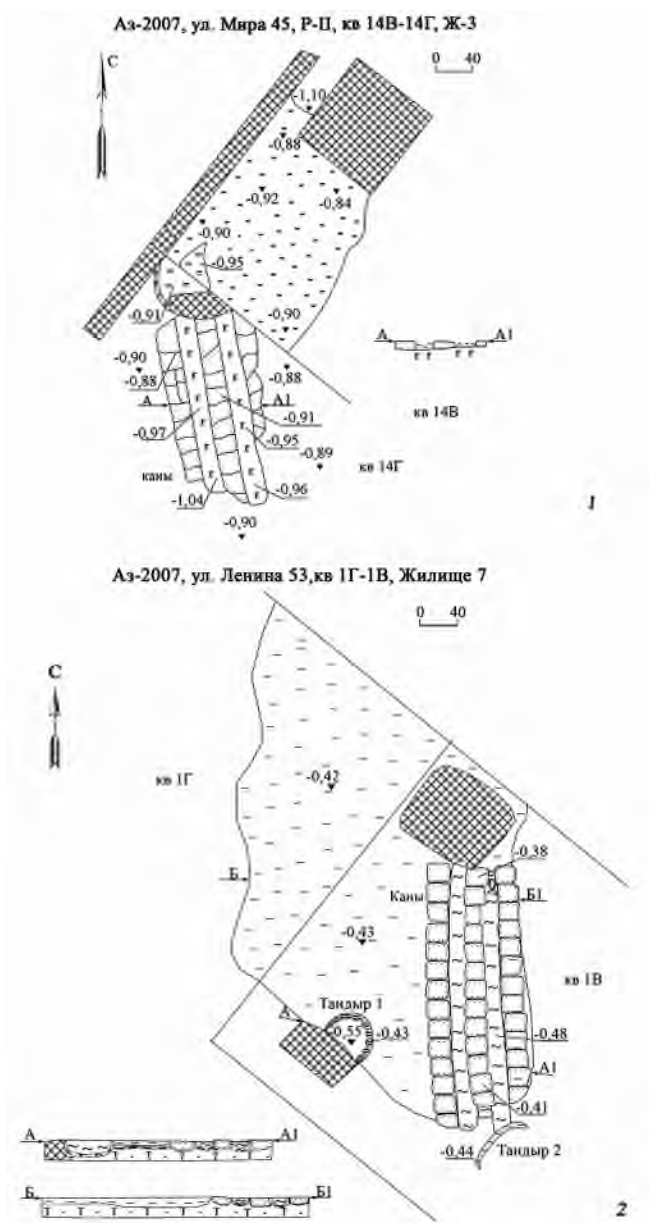 Аз-2007, ул. Мира 45, Р-II, кв 14В-14Г, Ж-3
0 40
С
-1,10
-0,88
-0,92
-0,84
-0,90
-0,95
-0,91
-0,90
-0,90
-0,88
-0,88
А А1
А А1
-0,91
кв 14В
-0,97
-0,95
-0,89
каны
кв 14Г
-1,04
-0,96
-0,90
1
Аз-2007, ул. Ленина 53,кв 1Г-1В, Жилище 7
0 40
С
кв 1Г
-0,42
-0,38
Б
Каны
Б1
-0,43
кв 1В
Тандыр 1
А
-0,55
-0,43
-0,48
А1
-0,41
А А1
-0,44
Тандыр 2
Б Б1
2